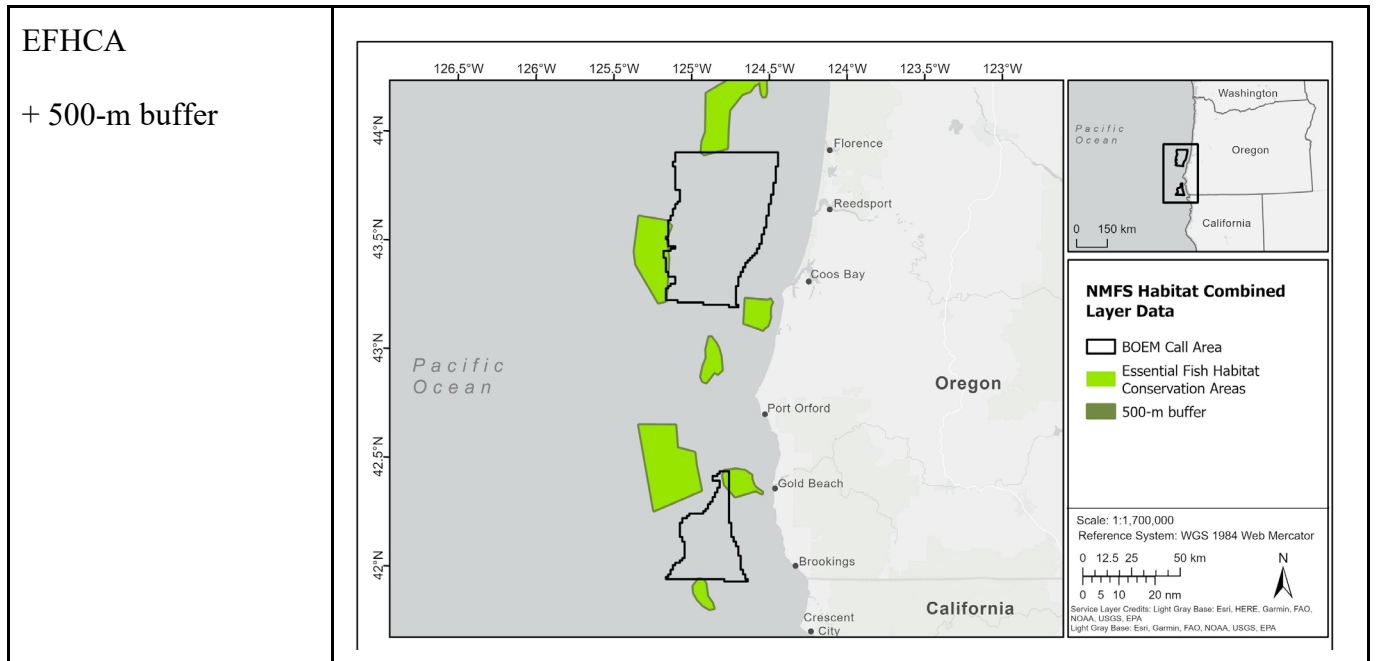 EFHCA
+ 500-m buffer
126.5°W 126°W 125.5°W 125°W 124.5°W 124°W 123.5°W 123°W
44°N
43.5°N
43°N
42.5°N
42°N
Florence
Reedsport
Coos Bay
Pacific
Ocean
Oregon
Port Orford
Gold Beach
Brookings
California
Crescent
City
Washington
Pacific
Ocean
Oregon
California
0 150 km
NMFS Habitat Combined
Layer Data
BOEM Call Area
Essential Fish Habitat
Conservation Areas
500-m buffer
Scale: 1:1,700,000
Reference System: WGS 1984 Web Mercator
0 12.5 25 50 km
N
0 5 10 20 nm
Service Layer Credits: Light Gray Base: Esri, HERE, Garmin, FAO,
NOAA, USGS, EPA
Light Gray Base: Esri, Garmin, FAO, NOAA, USGS, EPA